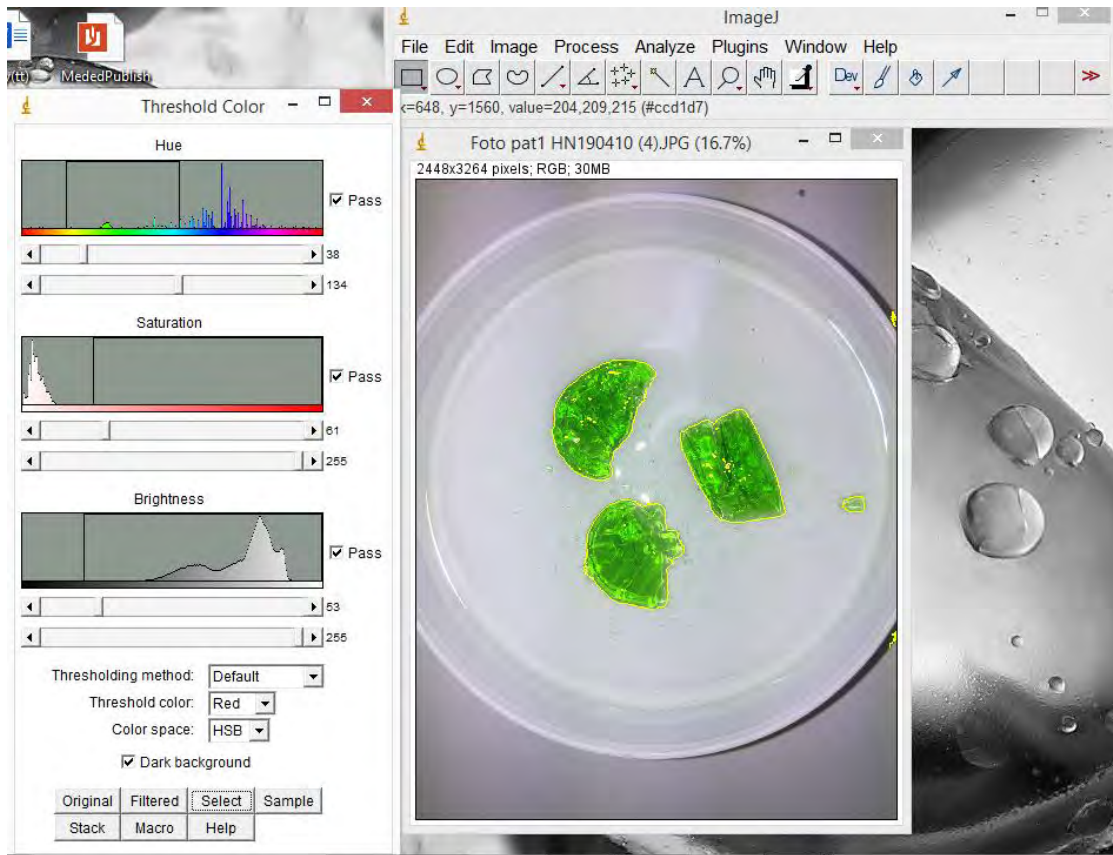 y(tt)
MededPublish
ImageJ
File Edit Image Process Analyze Plugins Window Help
A Dev >>
x=648, y=1560, value=204,209,215 (#ccd1d7)
Threshold Color
Hue
Pass
38
134
Saturation
Pass
61
255
Brightness
Pass
53
255
Thresholding method: Default
Threshold color: Red
Color space: HSB
Dark background
Original Filtered Select Sample
Stack Macro Help
Foto pat1 HN190410 (4).JPG (16.7%)
2448x3264 pixels; RGB; 30MB